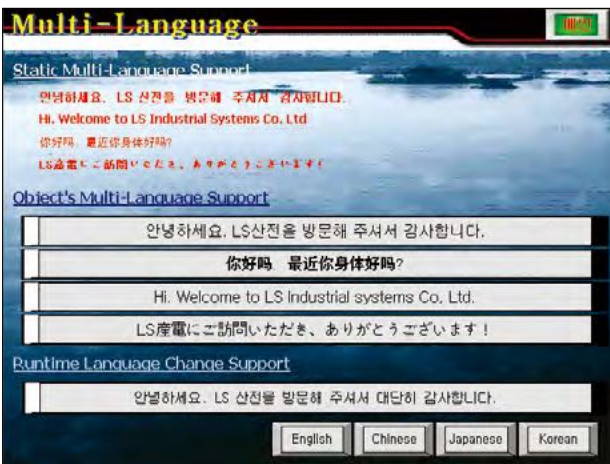 Multi-Language
메인
Static Multi-Language Support
안녕하세요. LS 산전을 방문해 주셔서 감사합니다.
Hi. Welcome to LS Industrial Systems Co. Ltd
你好吗 最近你身体好吗?
LS産電にご訪問いただき、ありがとうございます!
Object's Multi-Language Support
안녕하세요. LS산전을 방문해 주셔서 감사합니다.
你好吗 最近你身体好吗?
Hi. Welcome to LS Industrial systems Co. Ltd.
LS産電にご訪問いただき、ありがとうございます!
Runtime Language Change Support
안녕하세요. LS 산전을 방문해 주셔서 대단히 감사합니다.
English Chinese Japanese Korean